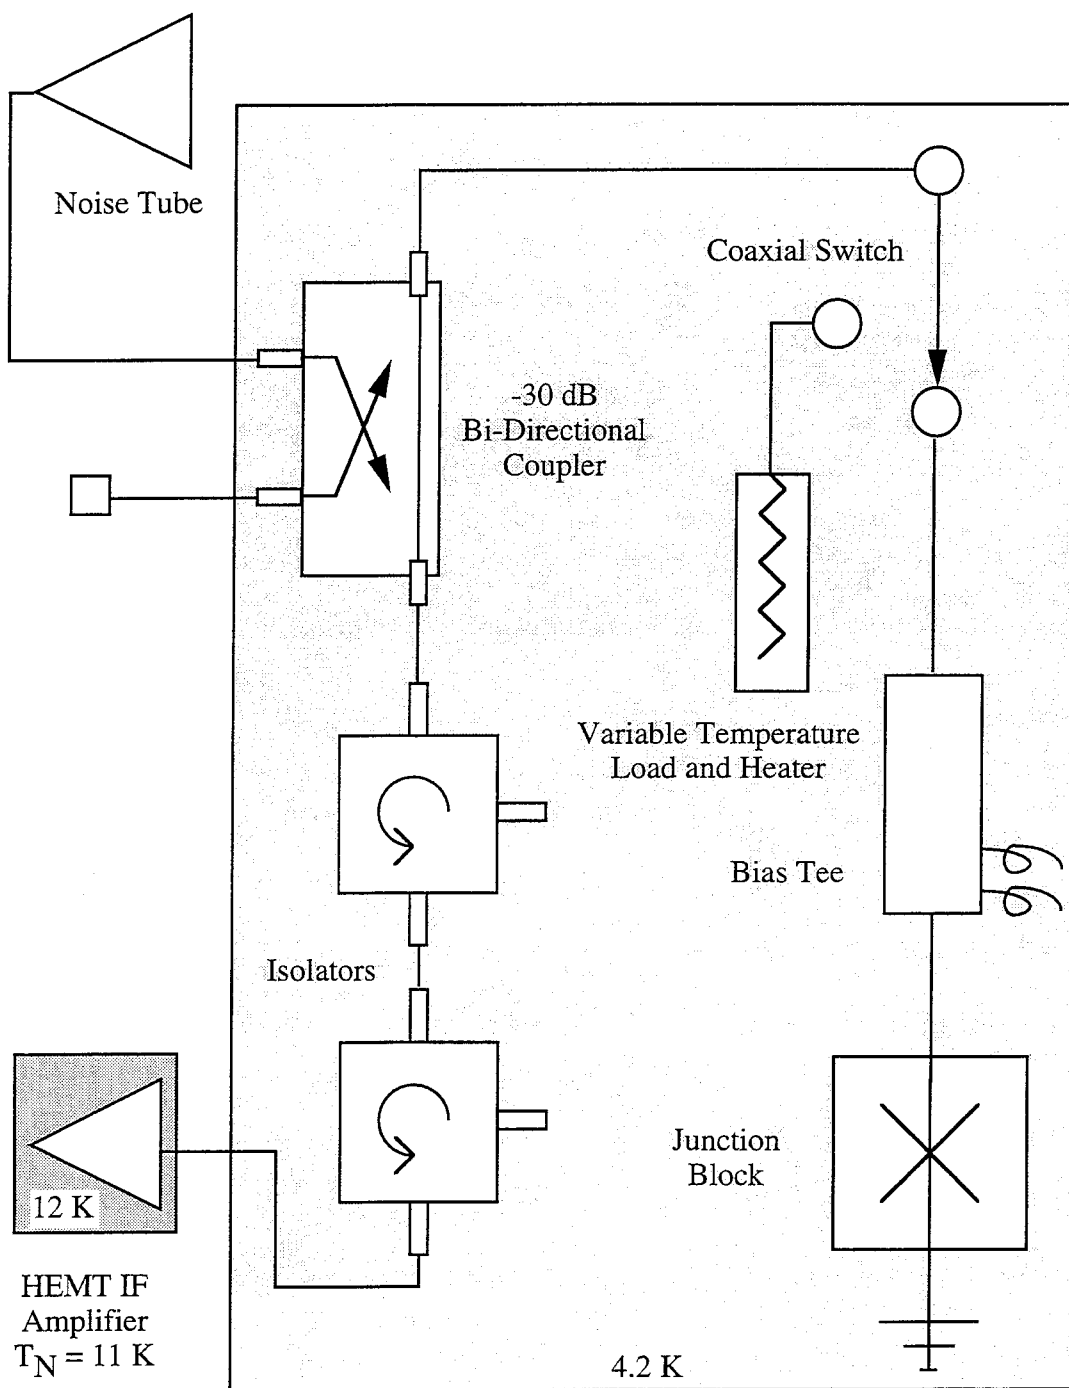 Noise Tube
Coaxial Switch
-30 dB
Bi-Directional
Coupler
Variable Temperature
Load and Heater
Bias Tee
Isolators
Junction
Block
12 K
HEMT IF
Amplifier
T_N = 11 K
4.2 K